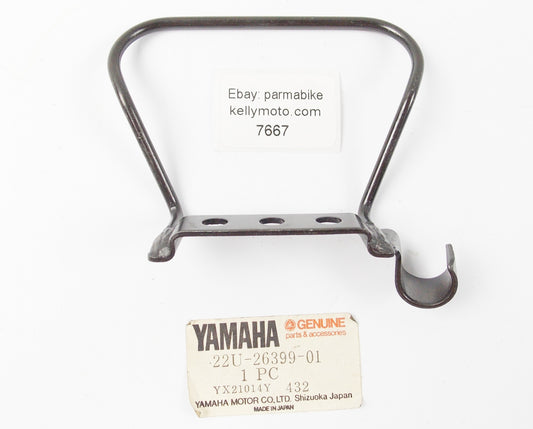 Ebay: parmabike
kellymoto.com
7667
YAMAHA GENUINE
parts & accessories
22U-26399-01
1 PC
YX21014Y 432
YAMAHA MOTOR CO., LTD. Shizuoka Japan
MADE IN JAPAN